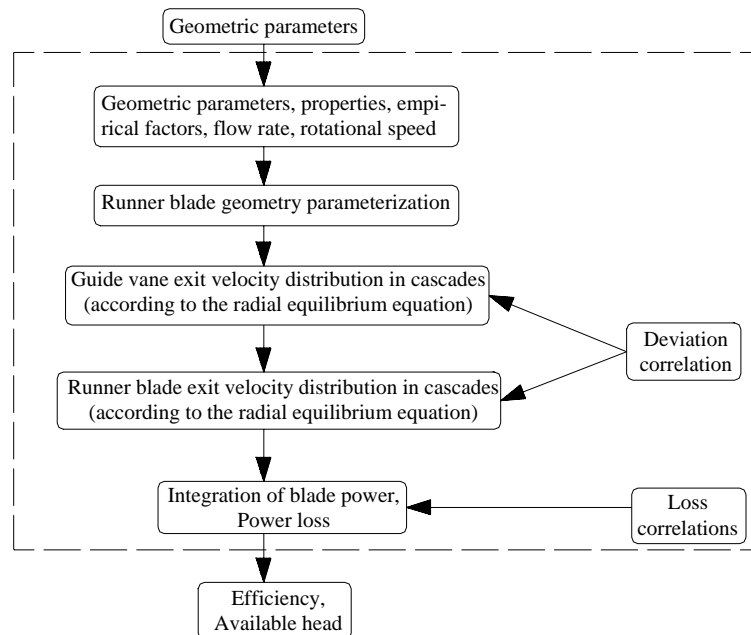 Geometric parameters
Geometric parameters, properties, empi-
rical factors, flow rate, rotational speed
Runner blade geometry parameterization
Guide vane exit velocity distribution in cascades
(according to the radial equilibrium equation)
Deviation
correlation
Runner blade exit velocity distribution in cascades
(according to the radial equilibrium equation)
Integration of blade power,
Power loss
Loss
correlations
Efficiency,
Available head